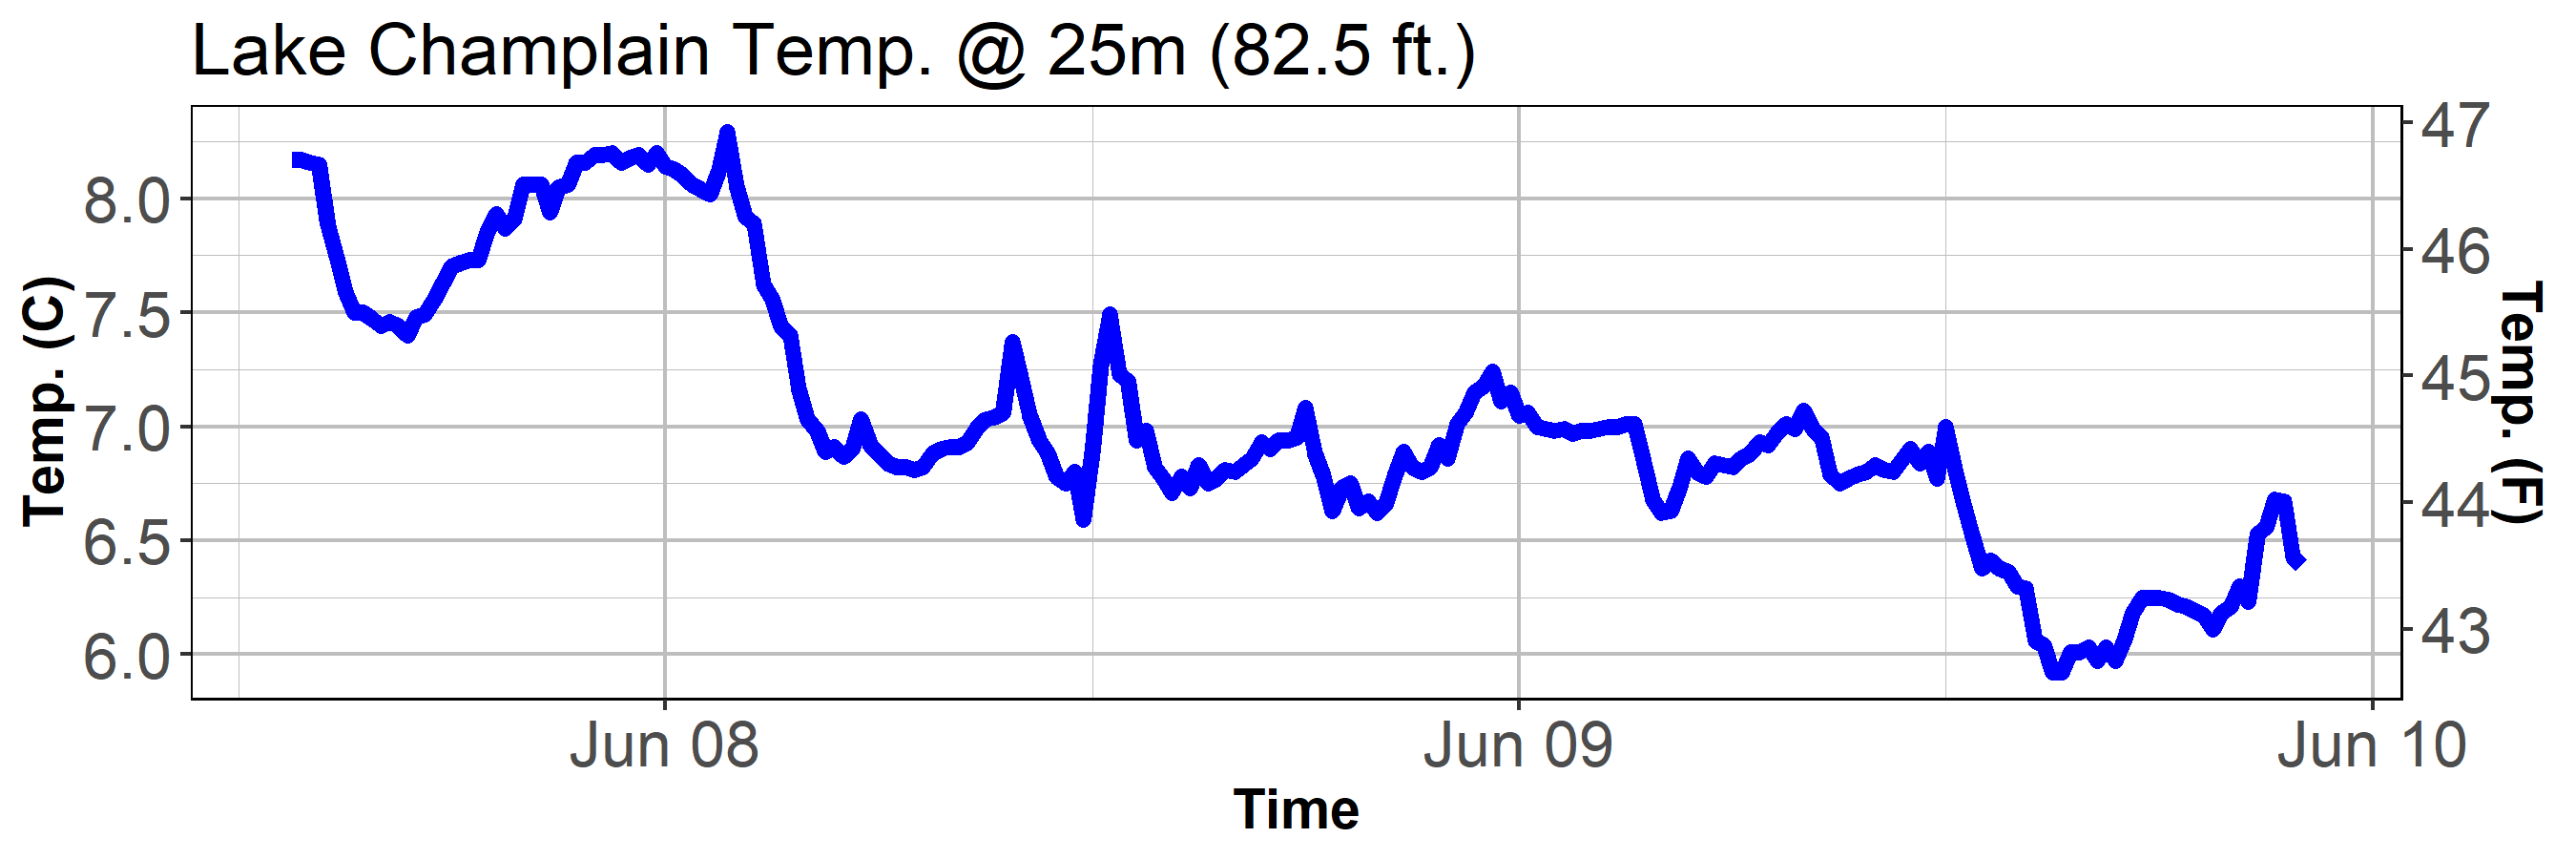 Lake Champlain Temp. @ 25m (82.5 ft.)
Temp. (C)
8.0
7.5
7.0
6.5
6.0
47
46
45
44
43
Temp. (F)
Jun 08
Jun 09
Jun 10
Time